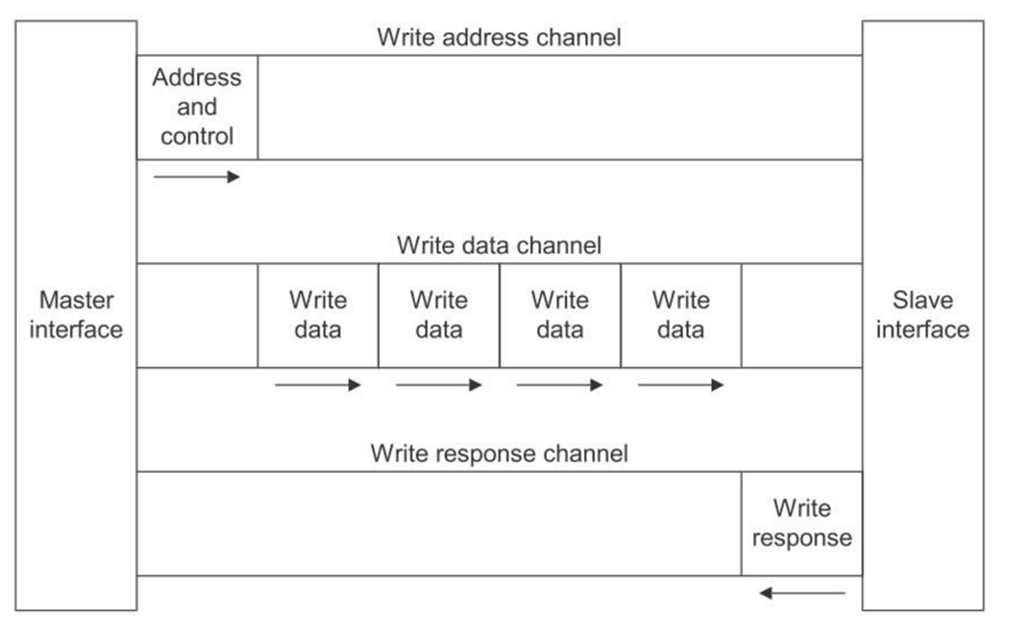 Write address channel
Address
and
control
Write data channel
Master
interface
Write
data
Write
data
Write
data
Write
data
Slave
interface
Write response channel
Write
response